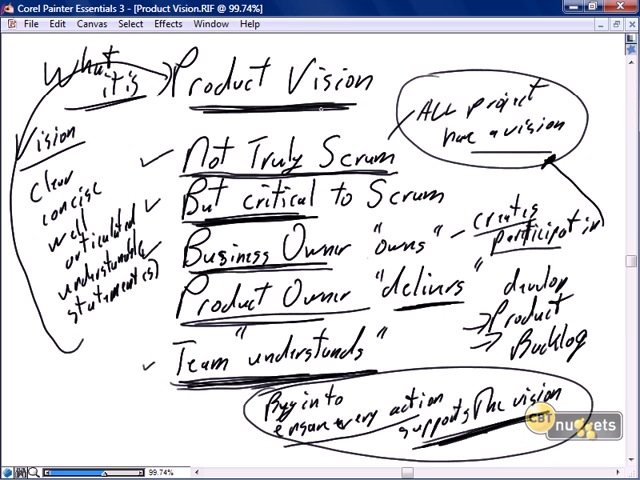 Corel Painter Essentials 3 - [Product Vision.RIF @ 99.74%]
File Edit Effects Window Help
What it is
Product Vision
ALL project
have a vision
Vision
Clear
concise
well
articulated
understandable
statement(s)
Not Truly Scrum
But critical to Scrum
Business Owner "owns" - creates
participat in
Product Owner "delivers" develop
Product
Backlog
Team "understands"
Buy in to
ensure every action
supports the vision
CBT
nuggets
99.74%